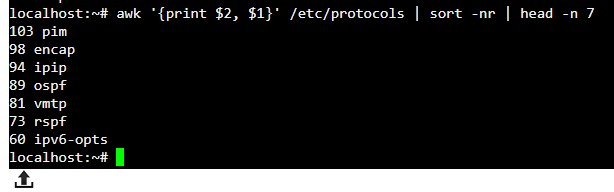 localhost:~# awk '{print $2, $1}' /etc/protocols | sort -nr | head -n 7
103 pim
98 encap
94 ipip
89 ospf
81 vmtp
73 rspf
60 ipv6-opts
localhost:~#